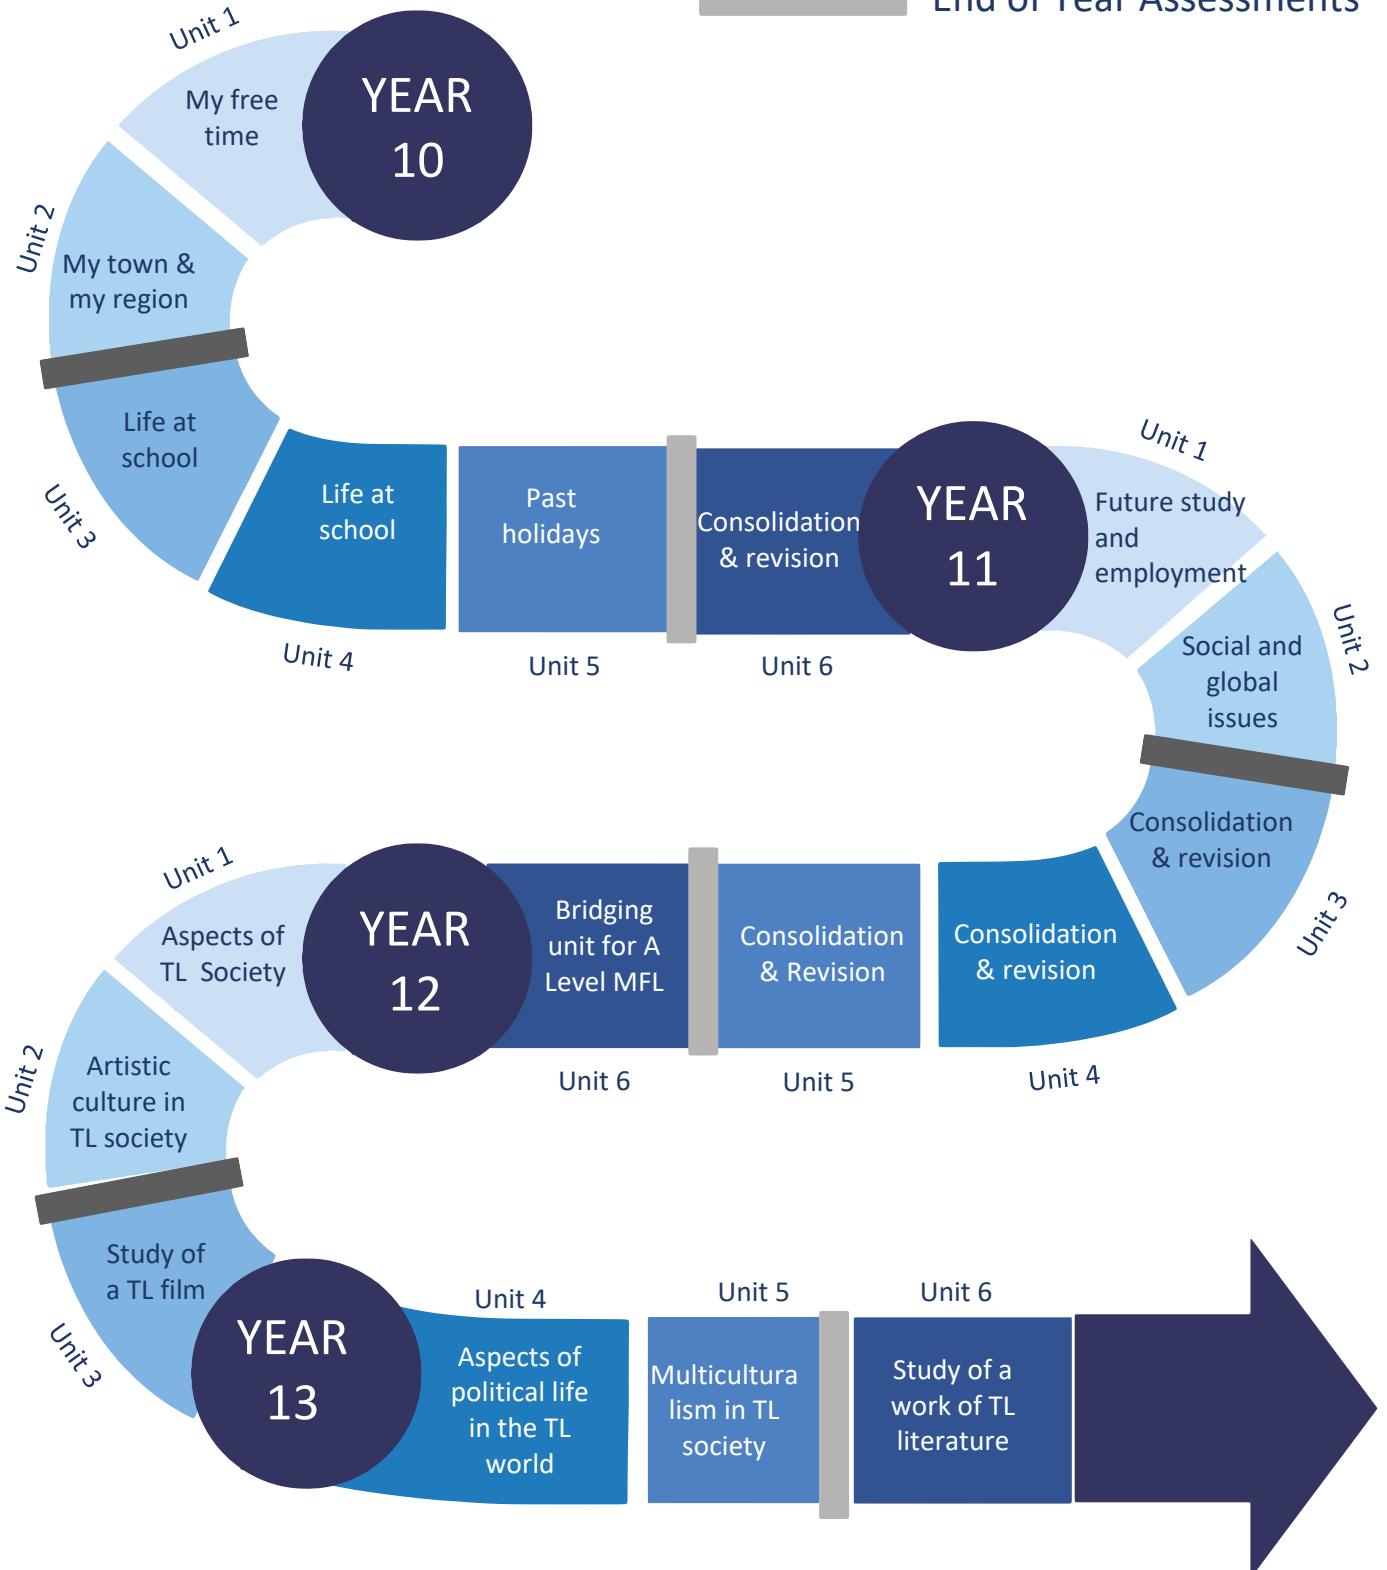 End of Year Assessments
Unit 1
My free
time
YEAR
10
Unit 2
My town &
my region
Life at
school
Unit 3
Life at
school
Unit 4
Past
holidays
Unit 5
Consolidation
& revision
Unit 6
YEAR
11
Unit 1
Future study
and
employment
Unit 2
Social and
global
issues
Consolidation
& revision
Unit 3
Consolidation
& revision
Unit 4
Consolidation
& Revision
Unit 5
Bridging
unit for A
Level MFL
Unit 6
YEAR
12
Unit 1
Aspects of
TL Society
Unit 2
Artistic
culture in
TL society
Study of
a TL film
Unit 3
YEAR
13
Unit 4
Aspects of
political life
in the TL
world
Unit 5
Multicultura
lism in TL
society
Unit 6
Study of a
work of TL
literature